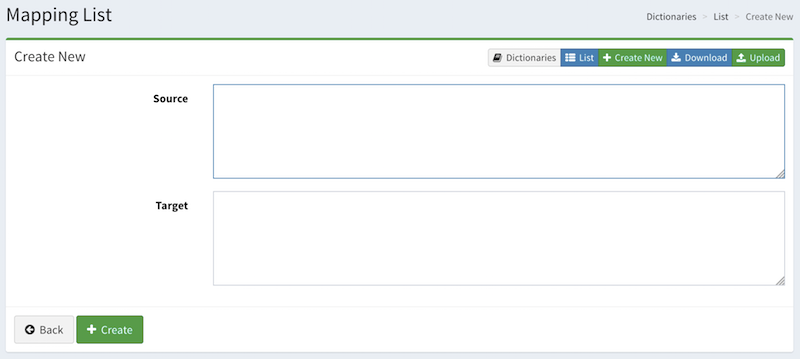 Mapping List
Dictionaries > List > Create New
Create New
Dictionaries List Create New Download Upload
Source
Target
Back Create